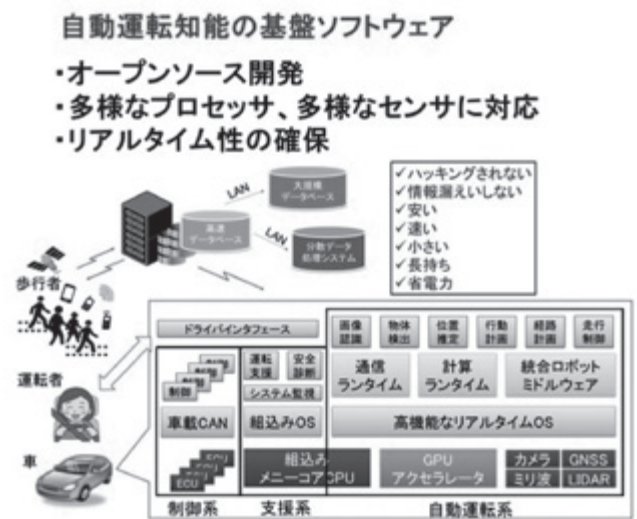 自動運転知能の基盤ソフトウェア
・オープンソース開発
・多様なプロセッサ、多様なセンサに対応
・リアルタイム性の確保
LAN
大規模
データベース
高速
データベース
LAN
分散データ
処理システム
✓ハッキングされない
✓情報漏えいしない
✓安い
✓速い
✓小さい
✓長持ち
✓省電力
歩行者
運転者
車
ドライバインタフェース
制御
制御
制御
制御
車載CAN
ECU
ECU
ECU
ECU
制御系
運転
支援
安全
診断
システム監視
組込みOS
組込み
メニーコアCPU
支援系
画像
認識
物体
検出
位置
推定
行動
計画
経路
計画
走行
制御
通信
ランタイム
計算
ランタイム
統合ロボット
ミドルウェア
高機能なリアルタイムOS
GPU
アクセラレータ
カメラ
GNSS
ミリ波
LIDAR
自動運転系